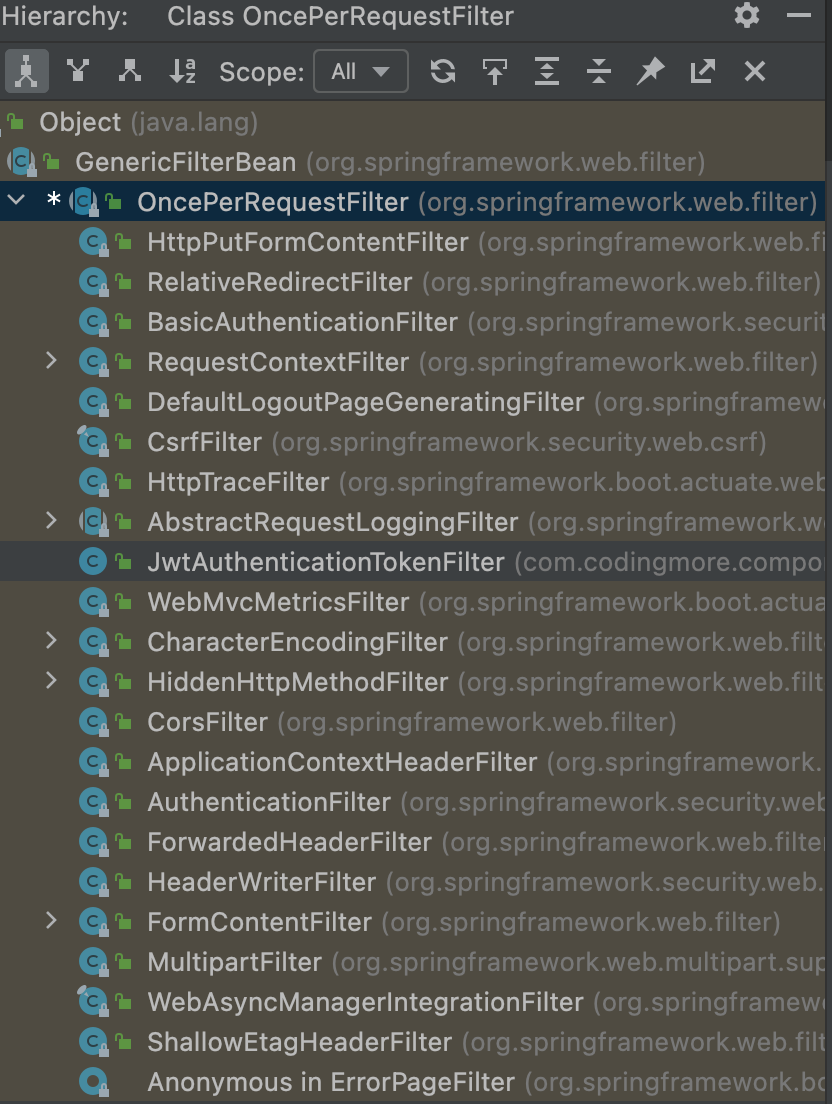 Hierarchy: Class OncePerRequestFilter
Scope: All
Object (java.lang)
GenericFilterBean (org.springframework.web.filter)
* OncePerRequestFilter (org.springframework.web.filter)
HttpPutFormContentFilter (org.springframework.web.fi
RelativeRedirectFilter (org.springframework.web.filter)
BasicAuthenticationFilter (org.springframework.securit
RequestContextFilter (org.springframework.web.filter)
DefaultLogoutPageGeneratingFilter (org.springframew
CsrfFilter (org.springframework.security.web.csrf)
HttpTraceFilter (org.springframework.boot.actuate.web
AbstractRequestLoggingFilter (org.springframework.w
JwtAuthenticationTokenFilter (com.codingmore.compo
WebMvcMetricsFilter (org.springframework.boot.actua
CharacterEncodingFilter (org.springframework.web.filt
HiddenHttpMethodFilter (org.springframework.web.filt
CorsFilter (org.springframework.web.filter)
ApplicationContextHeaderFilter (org.springframework.
AuthenticationFilter (org.springframework.security.web
ForwardedHeaderFilter (org.springframework.web.filter
HeaderWriterFilter (org.springframework.security.web.
FormContentFilter (org.springframework.web.filter)
MultipartFilter (org.springframework.web.multipart.sup
WebAsyncManagerIntegrationFilter (org.springframew
ShallowEtagHeaderFilter (org.springframework.web.filt
Anonymous in ErrorPageFilter (org.springframework.bo